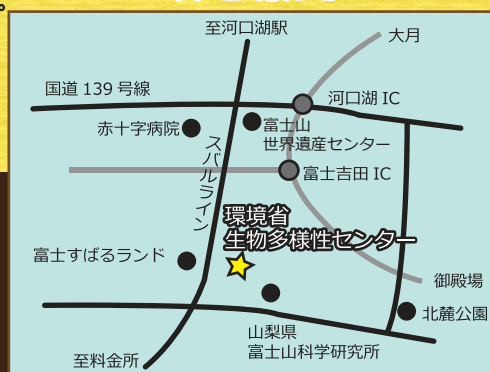 至河口湖駅
大月
国道 139 号線
河口湖 IC
赤十字病院
富士山
世界遺産センター
スバルライン
富士吉田 IC
環境省
生物多様性センター
富士すばるランド
御殿場
北麓公園
山梨県
富士山科学研究所
至料金所